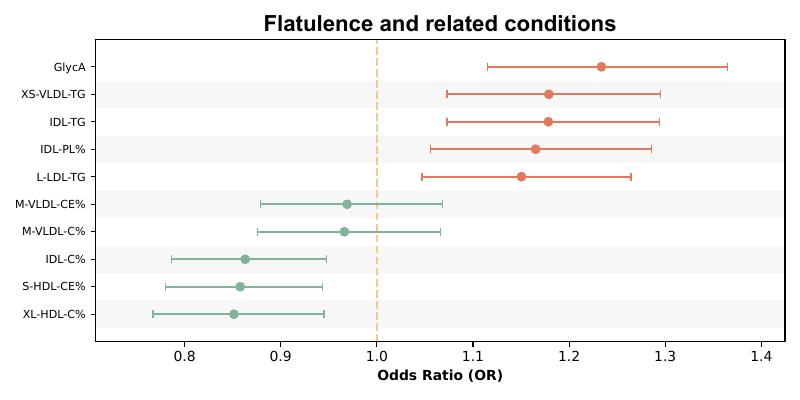 Flatulence and related conditions
GlycA
XS-VLDL-TG
IDL-TG
IDL-PL%
L-LDL-TG
M-VLDL-CE%
M-VLDL-C%
IDL-C%
S-HDL-CE%
XL-HDL-C%
0.8 0.9 1.0 1.1 1.2 1.3 1.4
Odds Ratio (OR)